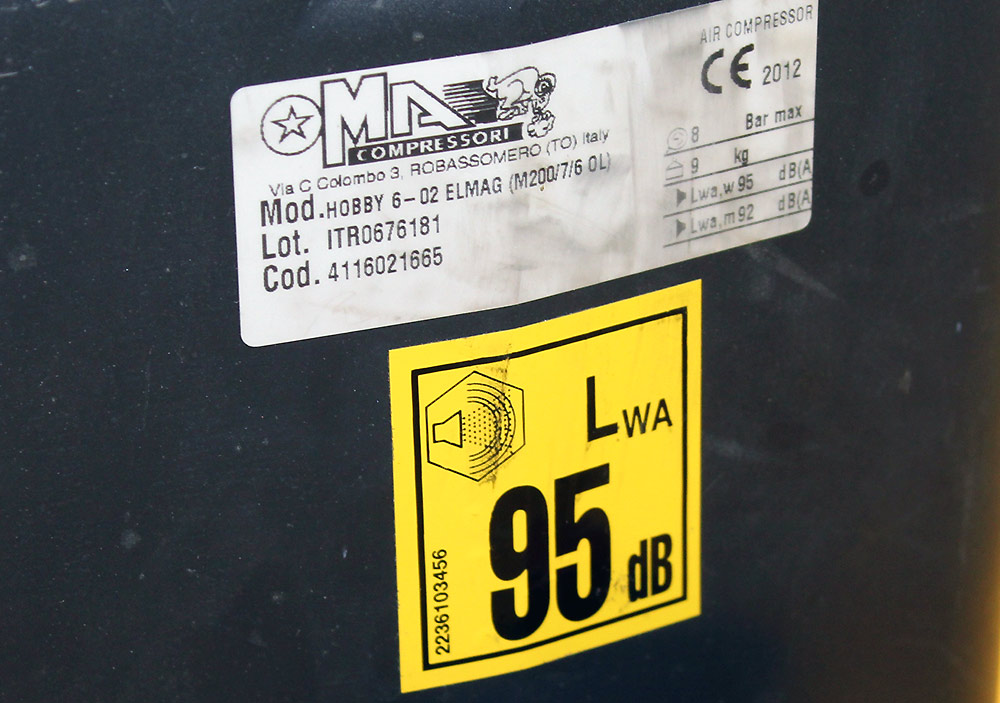 OMA
COMPRESSORI
Via C Colombo 3, ROBASSOMERO (TO) Italy
Mod. HOBBY 6-02 ELMAG (M200/7/6 OL)
Lot. ITR0676181
Cod. 4116021665
AIR COMPRESSOR
CE 2012
8 Bar max
9 kg
Lwa,w 95 dB(A
Lwa,m 92 dB(A
LWA
95 dB
2236103456